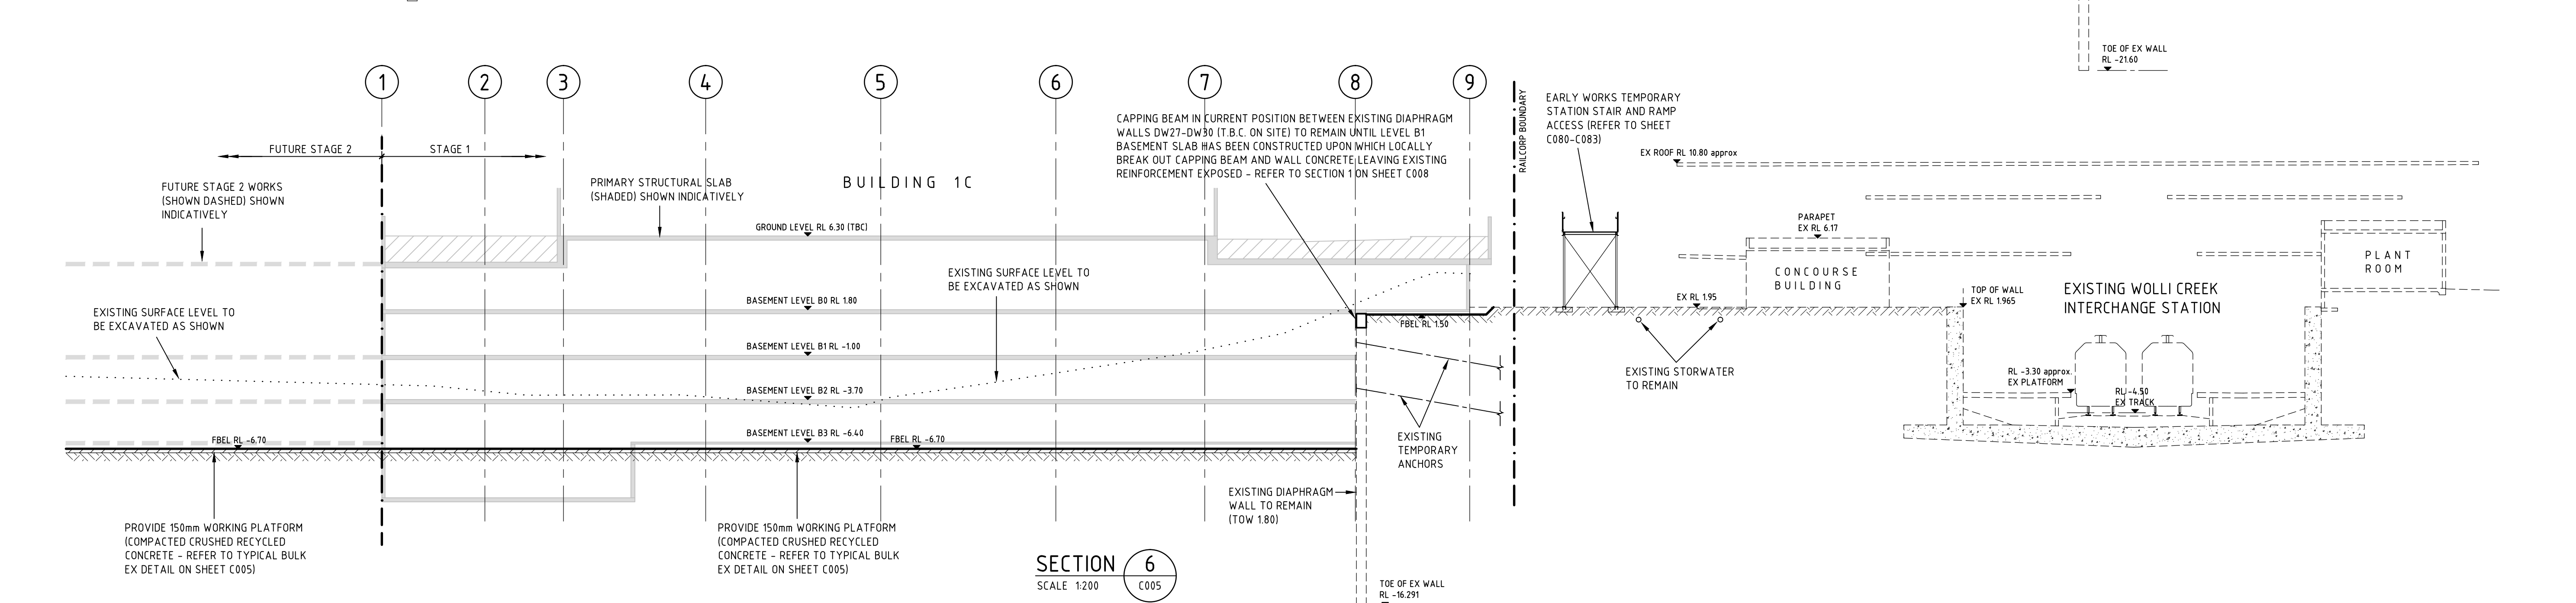 TOE OF EX WALL
RL -21.60
1 2 3 4 5 6 7 8 9
FUTURE STAGE 2
STAGE 1
FUTURE STAGE 2 WORKS
(SHOWN DASHED) SHOWN
INDICATIVELY
PRIMARY STRUCTURAL SLAB
(SHADED) SHOWN INDICATIVELY
BUILDING 1C
CAPPING BEAM IN CURRENT POSITION BETWEEN EXISTING DIAPHRAGM
WALLS DW27-DW30 (T.B.C. ON SITE) TO REMAIN UNTIL LEVEL B1
BASEMENT SLAB HAS BEEN CONSTRUCTED UPON WHICH LOCALLY
BREAK OUT CAPPING BEAM AND WALL CONCRETE LEAVING EXISTING
REINFORCEMENT EXPOSED - REFER TO SECTION 1 ON SHEET C008
RAILCORP BOUNDARY
EARLY WORKS TEMPORARY
STATION STAIR AND RAMP
ACCESS (REFER TO SHEET
C080-C083)
EX ROOF RL 10.80 approx
GROUND LEVEL RL 6.30 (TBC)
PARAPET
EX RL 6.17
CONCOURSE
BUILDING
PLANT
ROOM
EXISTING SURFACE LEVEL TO
BE EXCAVATED AS SHOWN
EXISTING SURFACE LEVEL TO
BE EXCAVATED AS SHOWN
BASEMENT LEVEL B0 RL 1.80
FBEL RL 1.50
EX RL 1.95
TOP OF WALL
EX RL 1.965
EXISTING WOLLI CREEK
INTERCHANGE STATION
BASEMENT LEVEL B1 RL -1.00
BASEMENT LEVEL B2 RL -3.70
EXISTING STORWATER
TO REMAIN
RL -3.30 approx.
EX PLATFORM
RL -4.50
EX TRACK
FBEL RL -6.70
BASEMENT LEVEL B3 RL -6.40
FBEL RL -6.70
EXISTING
TEMPORARY
ANCHORS
EXISTING DIAPHRAGM
WALL TO REMAIN
(TOW 1.80)
PROVIDE 150mm WORKING PLATFORM
(COMPACTED CRUSHED RECYCLED
CONCRETE - REFER TO TYPICAL BULK
EX DETAIL ON SHEET C005)
PROVIDE 150mm WORKING PLATFORM
(COMPACTED CRUSHED RECYCLED
CONCRETE - REFER TO TYPICAL BULK
EX DETAIL ON SHEET C005)
SECTION 6
SCALE 1:200 C005
TOE OF EX WALL
RL -16.291